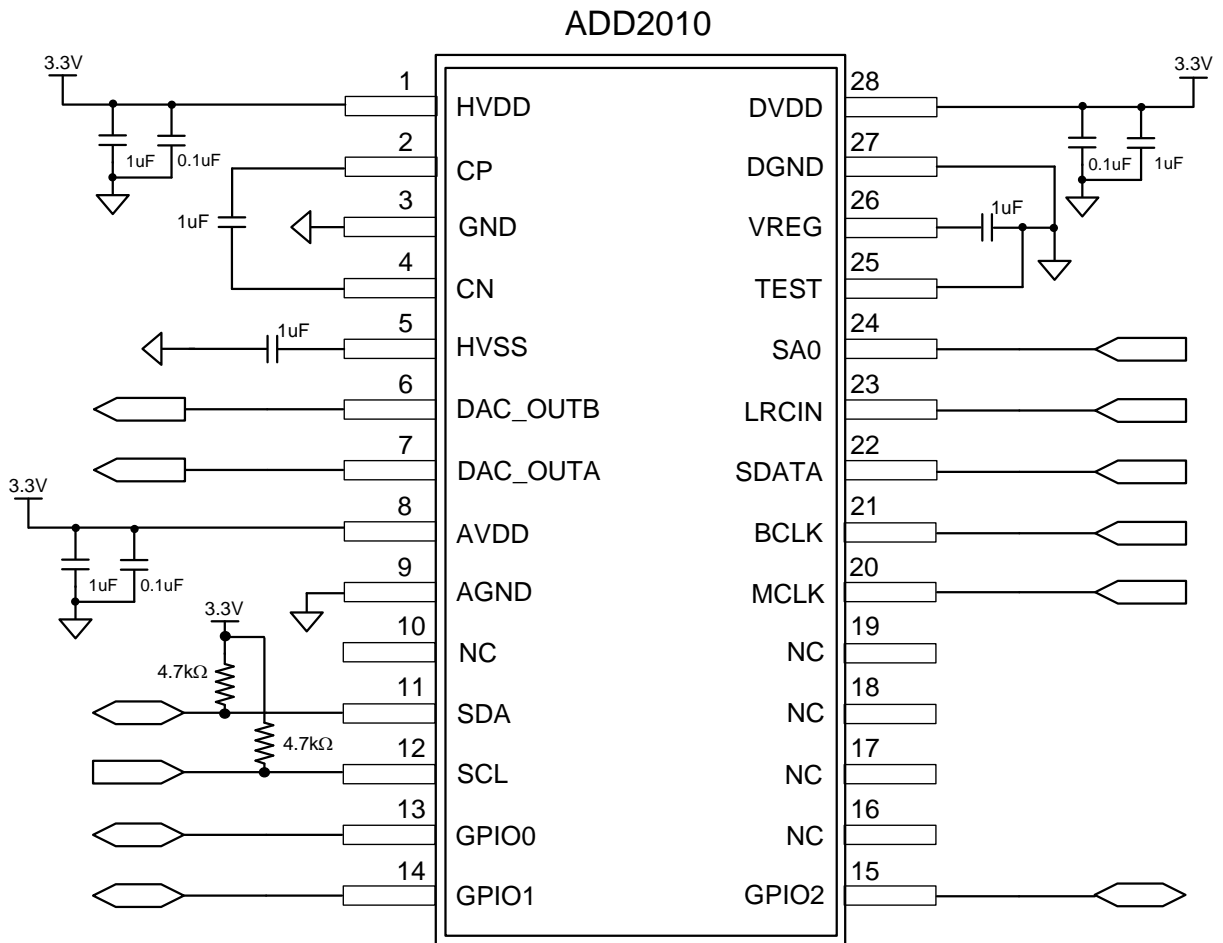 ADD2010
3.3V
1
HVDD
1uF
0.1uF
2
CP
1uF
3
GND
4
CN
5
HVSS
1uF
6
DAC_OUTB
7
DAC_OUTA
3.3V
8
AVDD
1uF
0.1uF
9
AGND
3.3V
10
NC
4.7kΩ
11
SDA
4.7kΩ
12
SCL
13
GPIO0
14
GPIO1
3.3V
28
DVDD
0.1uF
1uF
27
DGND
26
VREG
1uF
25
TEST
24
SA0
23
LRCIN
22
SDATA
21
BCLK
20
MCLK
19
NC
18
NC
17
NC
16
NC
15
GPIO2